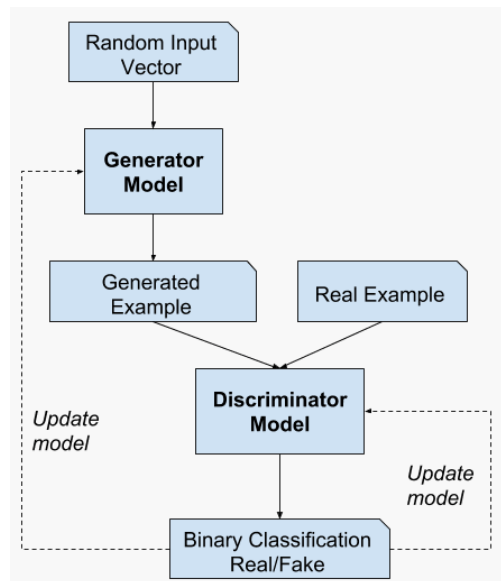 Random Input
Vector
Generator
Model
Generated
Example
Real Example
Discriminator
Model
Update
model
Update
model
Binary Classification
Real/Fake